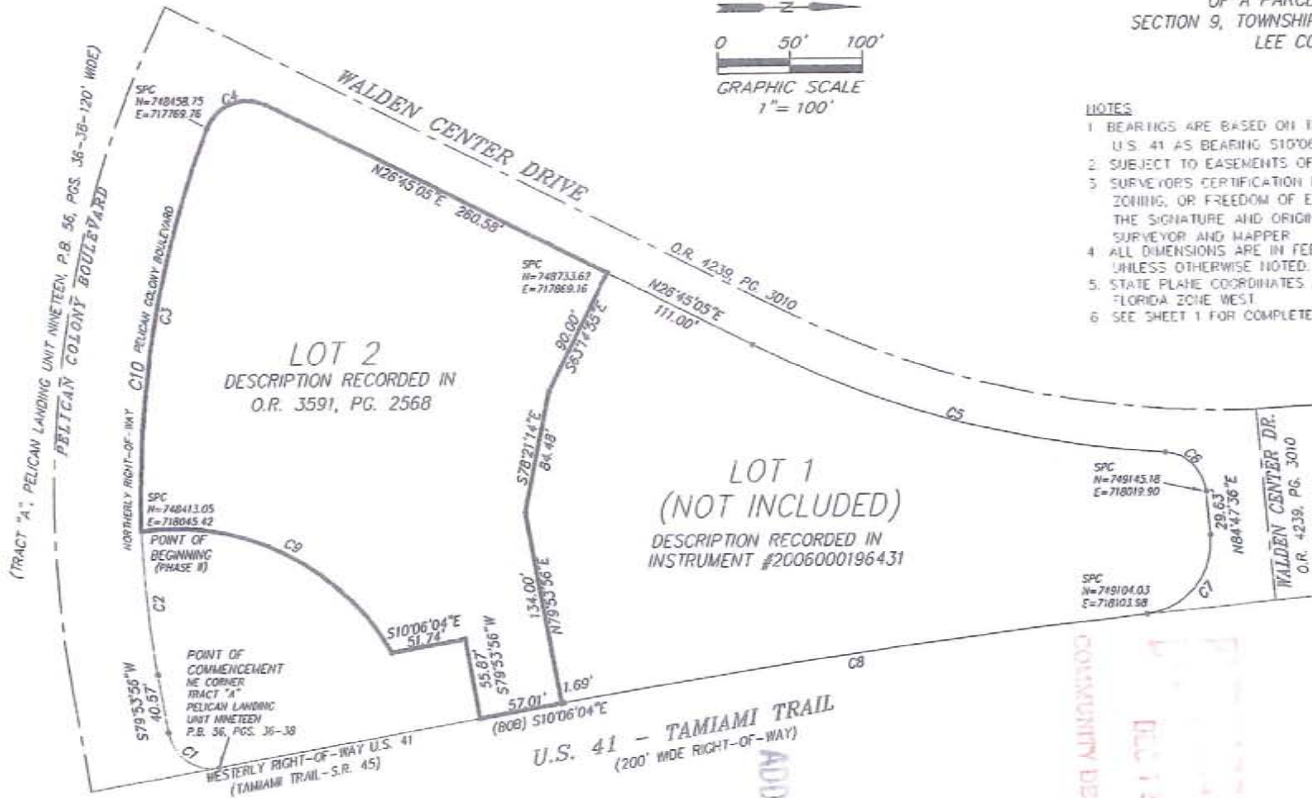 OF A PARCE
SECTION 9, TOWNSHIP
LEE CO
N
0 50' 100'
GRAPHIC SCALE
1"= 100'
NOTES
1 BEARINGS ARE BASED ON
U.S. 41 AS BEARING S10°06
2. SUBJECT TO EASEMENTS OF
3 SURVEYORS CERTIFICATION
ZONING, OR FREEDOM OF E
THE SIGNATURE AND ORIGIN
SURVEYOR AND MAPPER
4 ALL DIMENSIONS ARE IN FEE
UNLESS OTHERWISE NOTED.
5. STATE PLANE COORDINATES
FLORIDA ZONE WEST
6 SEE SHEET 1 FOR COMPLETE
(TRACT "A", PELICAN LANDING UNIT NINETEEN, P.B. 56, PGS. 36-38-120' WIDE)
PELICAN COLONY BOULEVARD
SPC
N=748458.75
E=717769.76
C4
WALDEN CENTER DRIVE
N26°45'05"E 260.58'
O.R. 4239, PG. 3010
N26°45'05"E
111.00'
SPC
N=748733.62
E=717869.16
90.00'
S63°14'55"E
S78°21'14"E
84.48'
134.00'
N79°53'56"E
C3
C10 PELICAN COLONY BOULEVARD
NORTHERLY RIGHT-OF-WAY
LOT 2
DESCRIPTION RECORDED IN
O.R. 3591, PG. 2568
LOT 1
(NOT INCLUDED)
DESCRIPTION RECORDED IN
INSTRUMENT #2006000196431
C5
C6
SPC
N=749145.18
E=718019.90
29.63'
N84°47'36"E
WALDEN CENTER DR.
O.R. 4239, PG. 3010
C7
SPC
N=749104.03
E=718103.98
SPC
N=748413.05
E=718045.42
POINT OF
BEGINNING
(PHASE II)
C9
C2
S10°06'04"E
51.74'
55.87'
S79°53'56"W
1.69'
57.01'
(BOB) S10°06'04"E
C8
POINT OF
COMMENCEMENT
NE CORNER
TRACT "A"
PELICAN LANDING
UNIT NINETEEN
P.B. 56, PGS. 36-38
S79°53'56"W
40.57'
C1
WESTERLY RIGHT-OF-WAY U.S. 41
(TAMIAMI TRAIL-S.R. 45)
U.S. 41 - TAMIAMI TRAIL
(200' WIDE RIGHT-OF-WAY)
ADD
DEC 1
COMMUNITY DE